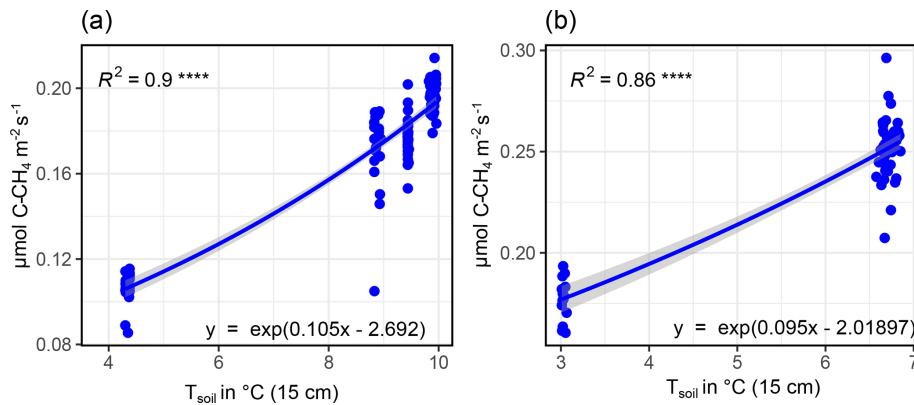 (a)
R² = 0.9 ****
0.20
0.16
0.12
0.08
µmol C-CH₄ m⁻² s⁻¹
y = exp(0.105x - 2.692)
4 6 8 10
T_soil in °C (15 cm)
(b)
R² = 0.86 ****
0.30
0.25
0.20
µmol C-CH₄ m⁻² s⁻¹
y = exp(0.095x - 2.01897)
3 4 5 6 7
T_soil in °C (15 cm)